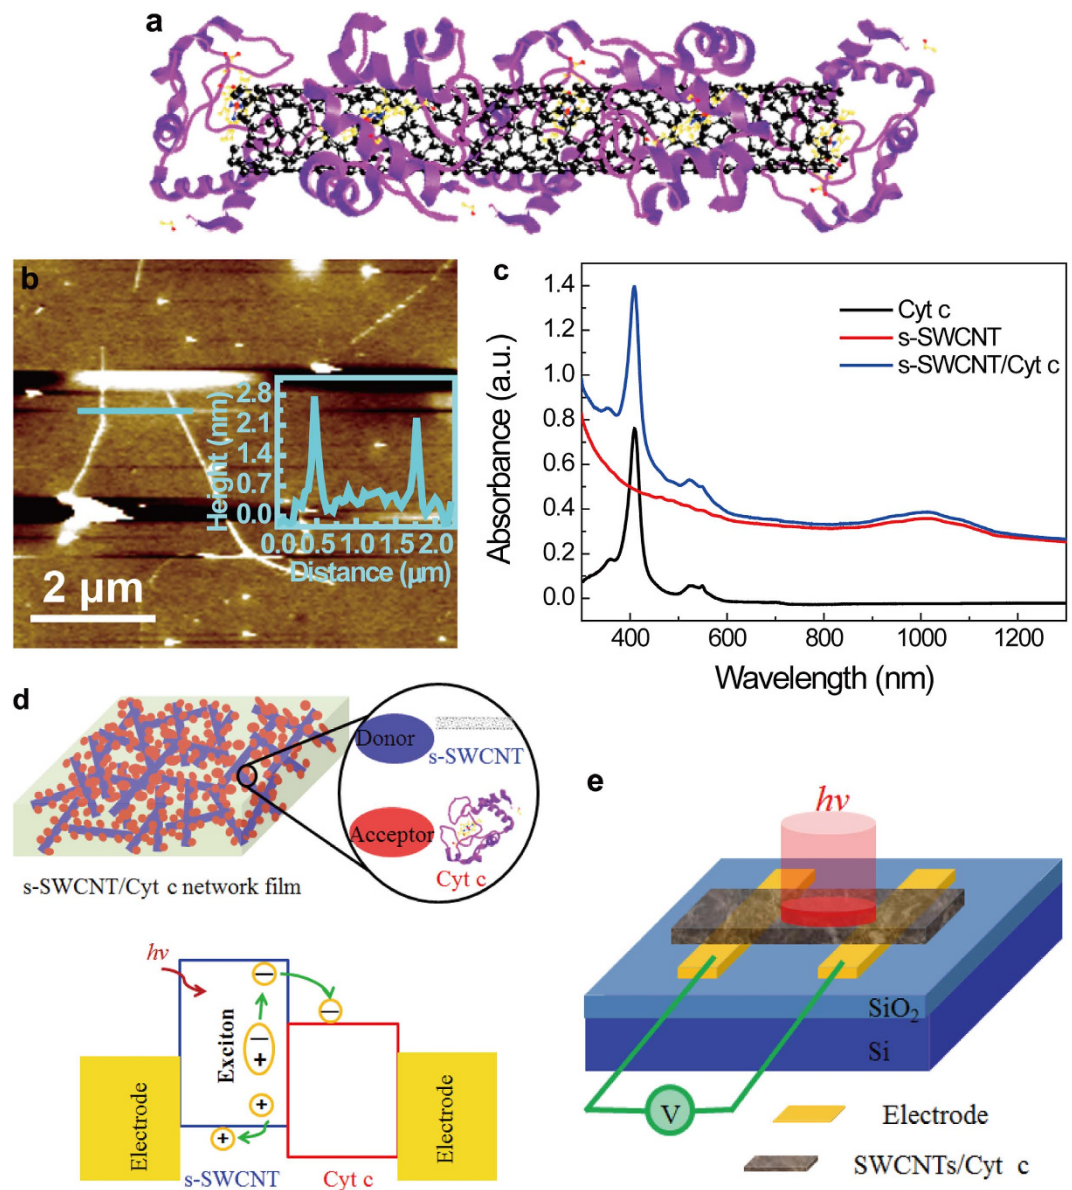 a
b
2.8
2.1
1.4
0.7
0.0
Height (nm)
0.0 0.5 1.0 1.5 2.0
Distance (μm)
2 μm
c
1.4
1.2
1.0
0.8
0.6
0.4
0.2
0.0
Absorbance (a.u.)
Cyt c
s-SWCNT
s-SWCNT/Cyt c
400 600 800 1000 1200
Wavelength (nm)
d
Donor
s-SWCNT
Acceptor
Cyt c
s-SWCNT/Cyt c network film
hν
Exciton
−
−
−
+
+
+
Electrode
Electrode
s-SWCNT
Cyt c
e
hν
SiO2
Si
V
Electrode
SWCNTs/Cyt c